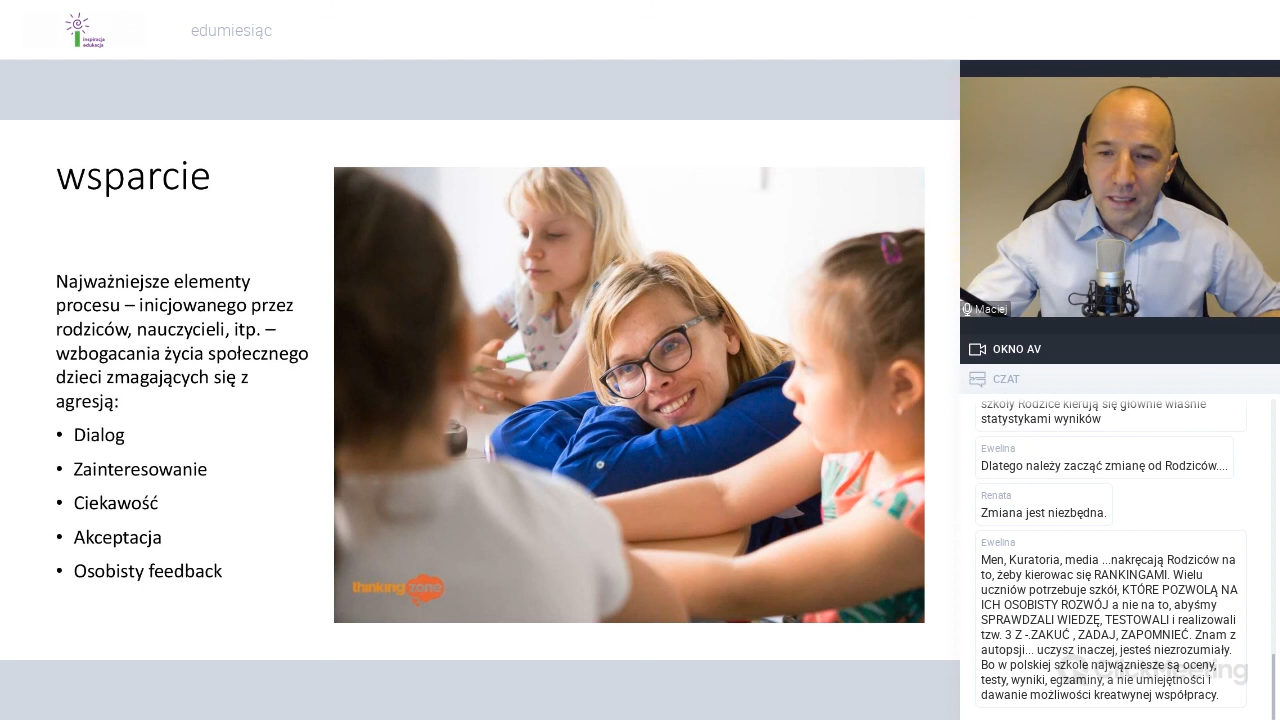 inspiracja
edukacja
edumiesiąc
wsparcie
Najważniejsze elementy
procesu – inicjowanego przez
rodziców, nauczycieli, itp. –
wzbogacania życia społecznego
dzieci zmagających się z
agresją:
• Dialog
• Zainteresowanie
• Ciekawość
• Akceptacja
• Osobisty feedback
thinking zone
Maciej
OKNO AV
CZAT
szkoły Rodzice kierują się głównie właśnie
statystykami wyników
Ewelina
Dlatego należy zacząć zmianę od Rodziców....
Renata
Zmiana jest niezbędna.
Ewelina
Men, Kuratoria, media ...nakręcają Rodziców na
to, żeby kierowac się RANKINGAMI. Wielu
uczniów potrzebuje szkół, KTÓRE POZWOLĄ NA
ICH OSOBISTY ROZWÓJ a nie na to, abyśmy
SPRAWDZALI WIEDZĘ, TESTOWALI i realizowali
tzw. 3 Z -.ZAKUĆ , ZADAJ, ZAPOMNIEĆ. Znam z
autopsji... uczysz inaczej, jesteś niezrozumiały.
Bo w polskiej szkole najwazniesze są oceny,
testy, wyniki, egzaminy, a nie umiejętności i
dawanie możliwości kreatwynej współpracy.
ClickMeeting